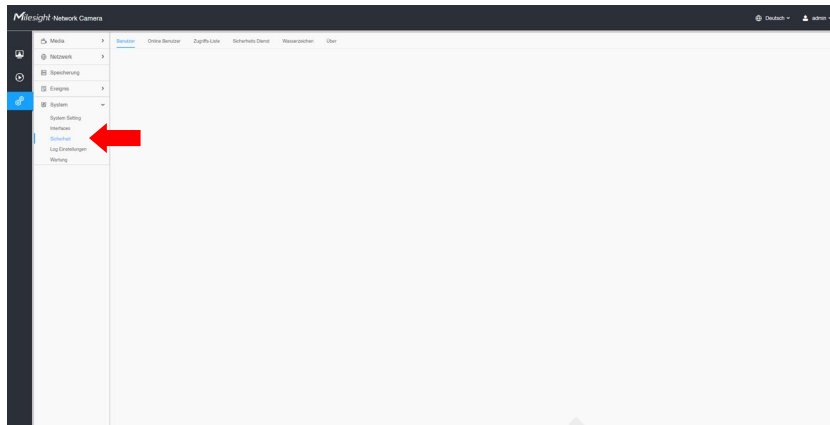 Milesight -Network Camera
Deutsch
admin
Media
Netzwerk
Speicherung
Ereignis
System
System Setting
Interfaces
Sicherheit
Log Einstellungen
Wartung
Benutzer Online Benutzer Zugriffs Liste Sicherheits Dienst Wasserzeichen Über